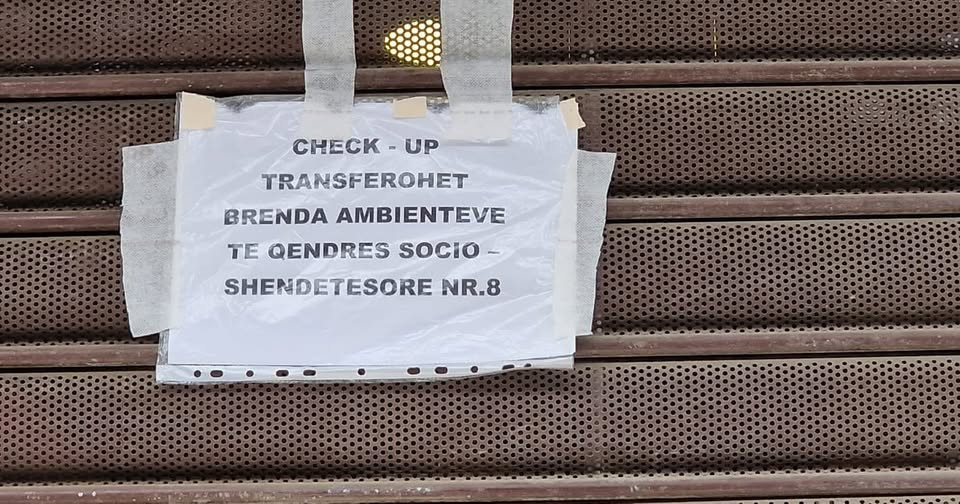 CHECK - UP
TRANSFEROHET
BRENDA AMBIENTEVE
TE QENDRES SOCIO –
SHENDETESORE NR.8